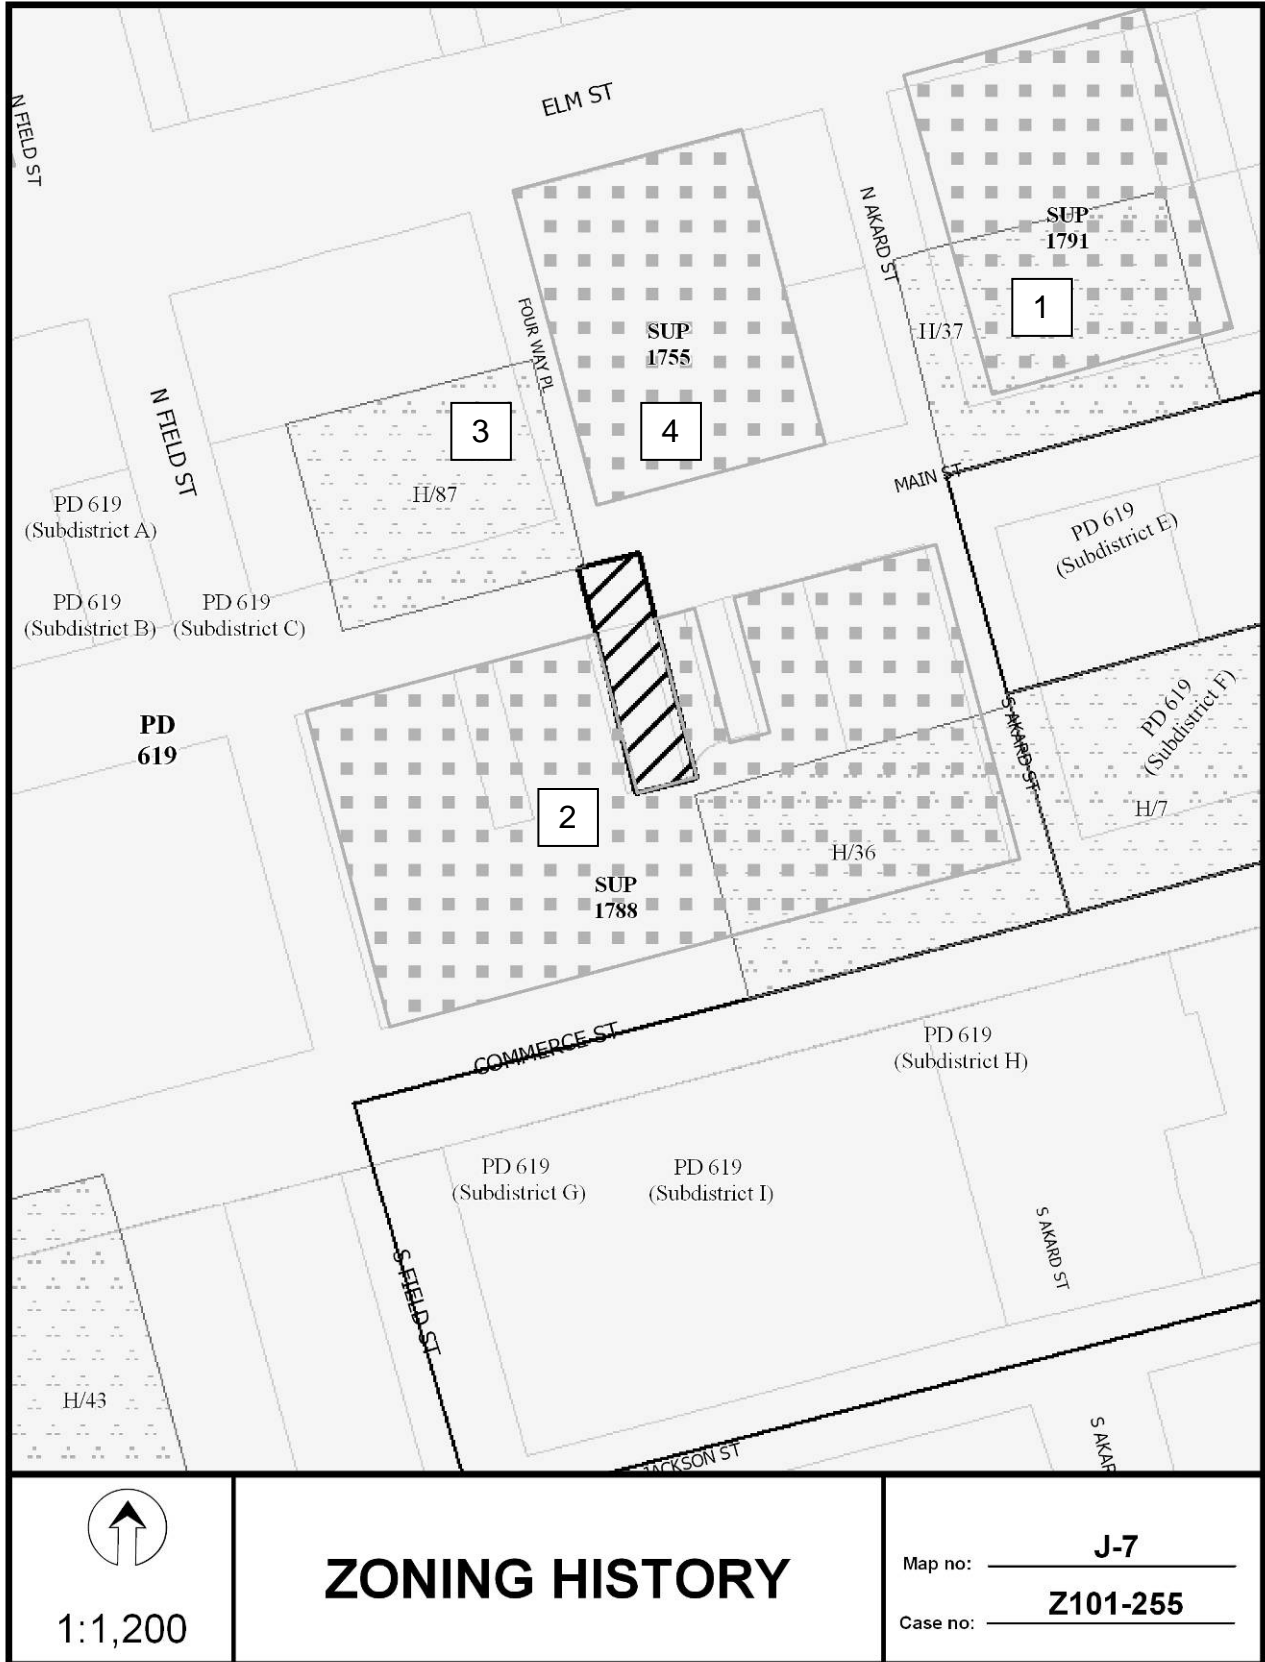 ELM ST
N FIELD ST
N AKARD ST
SUP
1791
1
H/37
FOUR WAY PL
SUP
1755
4
3
H/87
N FIELD ST
MAIN ST
PD 619
(Subdistrict A)
PD 619
(Subdistrict E)
PD 619
(Subdistrict B)
PD 619
(Subdistrict C)
PD
619
S AKARD ST
PD 619
(Subdistrict F)
H/7
2
H/36
SUP
1788
COMMERCE ST
PD 619
(Subdistrict H)
PD 619
(Subdistrict G)
PD 619
(Subdistrict I)
S AKARD ST
S FIELD ST
H/43
JACKSON ST
S AKAR
1:1,200
ZONING HISTORY
Map no: J-7
Case no: Z101-255